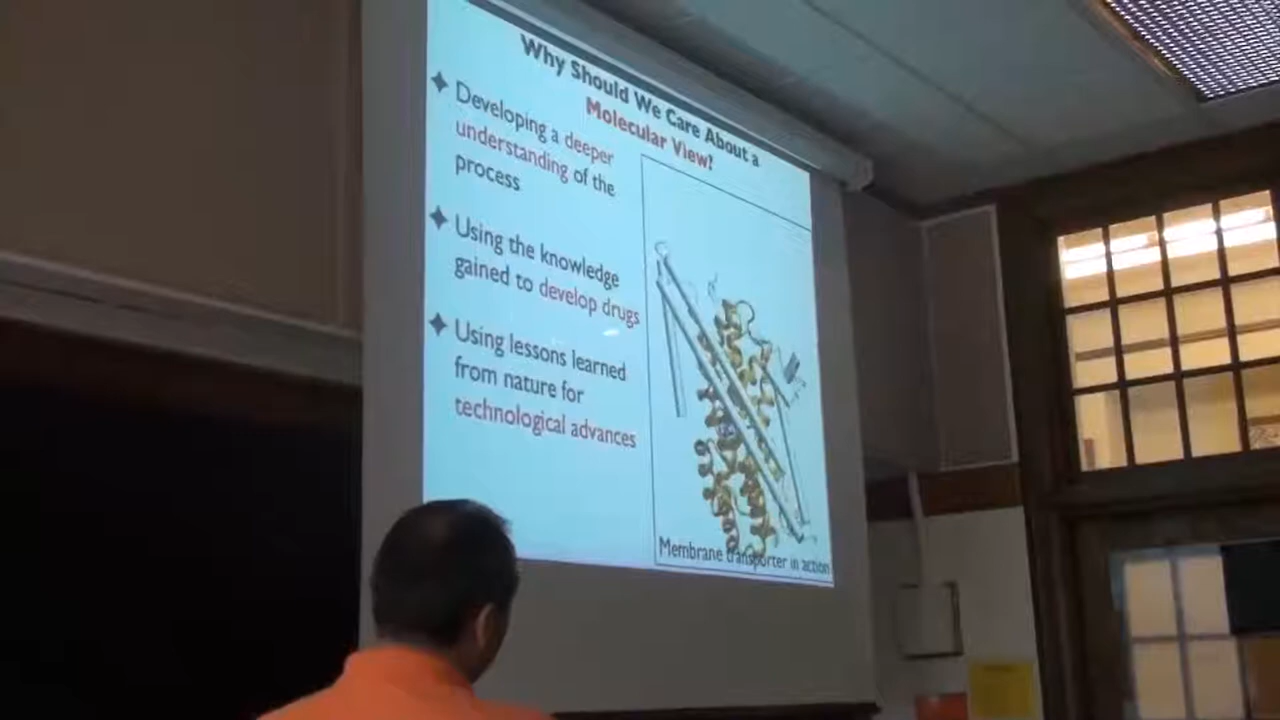 Why Should We Care About a
Molecular View?
Developing a deeper
understanding of the
process
Using the knowledge
gained to develop drugs
Using lessons learned
from nature for
technological advances
Membrane transporter in action